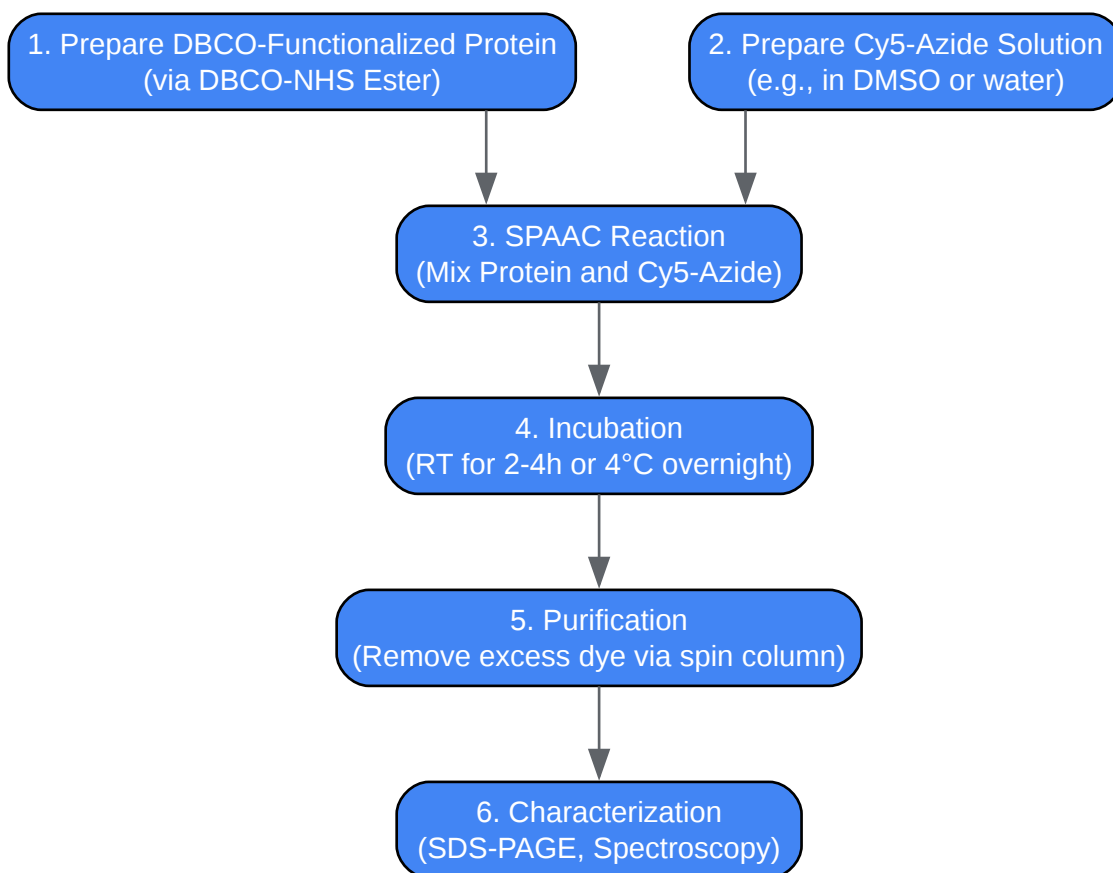 1. Prepare DBCO-Functionalized Protein
(via DBCO-NHS Ester)
2. Prepare Cy5-Azide Solution
(e.g., in DMSO or water)
3. SPAAC Reaction
(Mix Protein and Cy5-Azide)
4. Incubation
(RT for 2-4h or 4°C overnight)
5. Purification
(Remove excess dye via spin column)
6. Characterization
(SDS-PAGE, Spectroscopy)